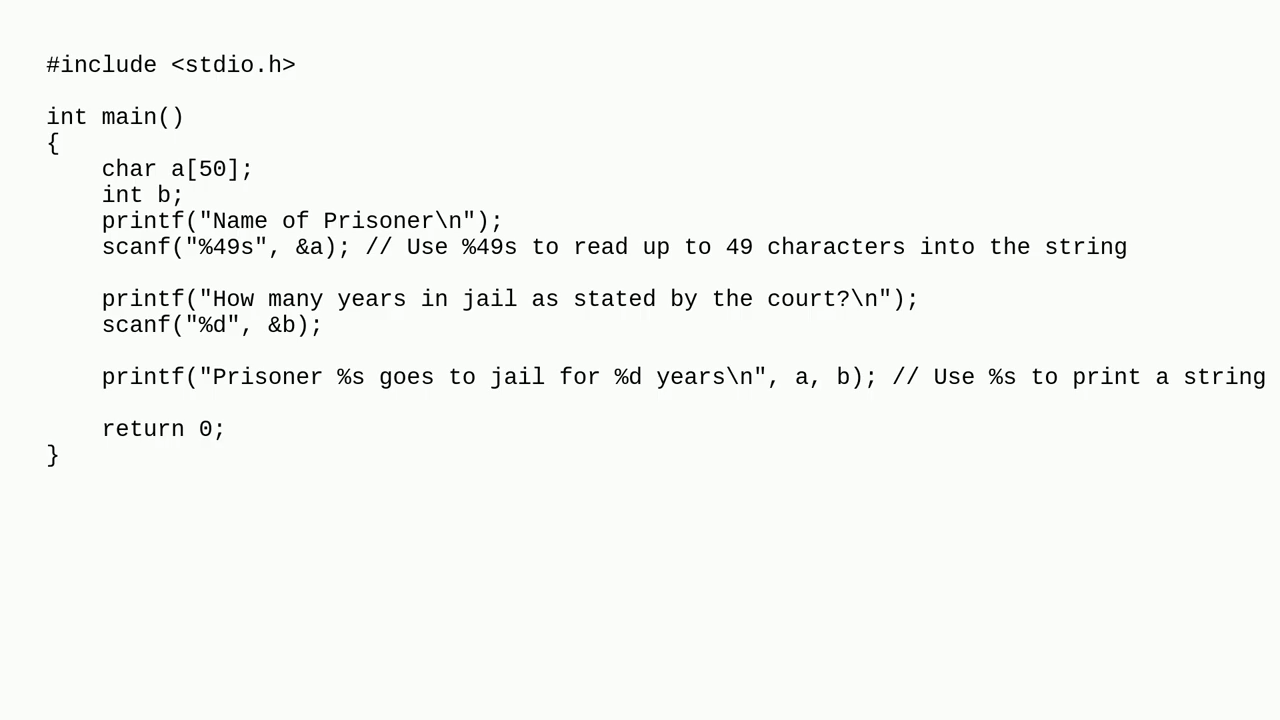 #include <stdio.h>
int main()
{
    char a[50];
    int b;
    printf("Name of Prisoner\n");
    scanf("%49s", &a); // Use %49s to read up to 49 characters into the string
    printf("How many years in jail as stated by the court?\n");
    scanf("%d", &b);
    printf("Prisoner %s goes to jail for %d years\n", a, b); // Use %s to print a string
    return 0;
}